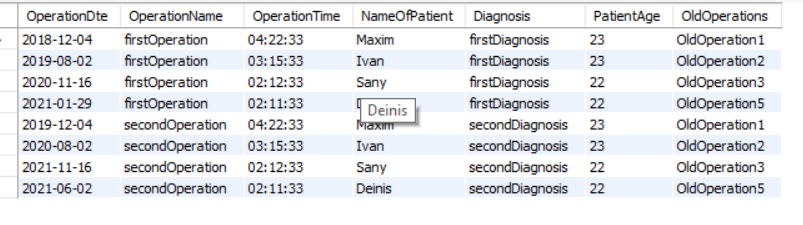 OperationDte OperationName OperationTime NameOfPatient Diagnosis PatientAge OldOperations
2018-12-04 firstOperation 04:22:33 Maxim firstDiagnosis 23 OldOperation1
2019-08-02 firstOperation 03:15:33 Ivan firstDiagnosis 23 OldOperation2
2020-11-16 firstOperation 02:12:33 Sany firstDiagnosis 22 OldOperation3
2021-01-29 firstOperation 02:11:33 Deinis firstDiagnosis 22 OldOperation5
2019-12-04 secondOperation 04:22:33 Maxim secondDiagnosis 23 OldOperation1
2020-08-02 secondOperation 03:15:33 Ivan secondDiagnosis 23 OldOperation2
2021-11-16 secondOperation 02:12:33 Sany secondDiagnosis 22 OldOperation3
2021-06-02 secondOperation 02:11:33 Deinis secondDiagnosis 22 OldOperation5